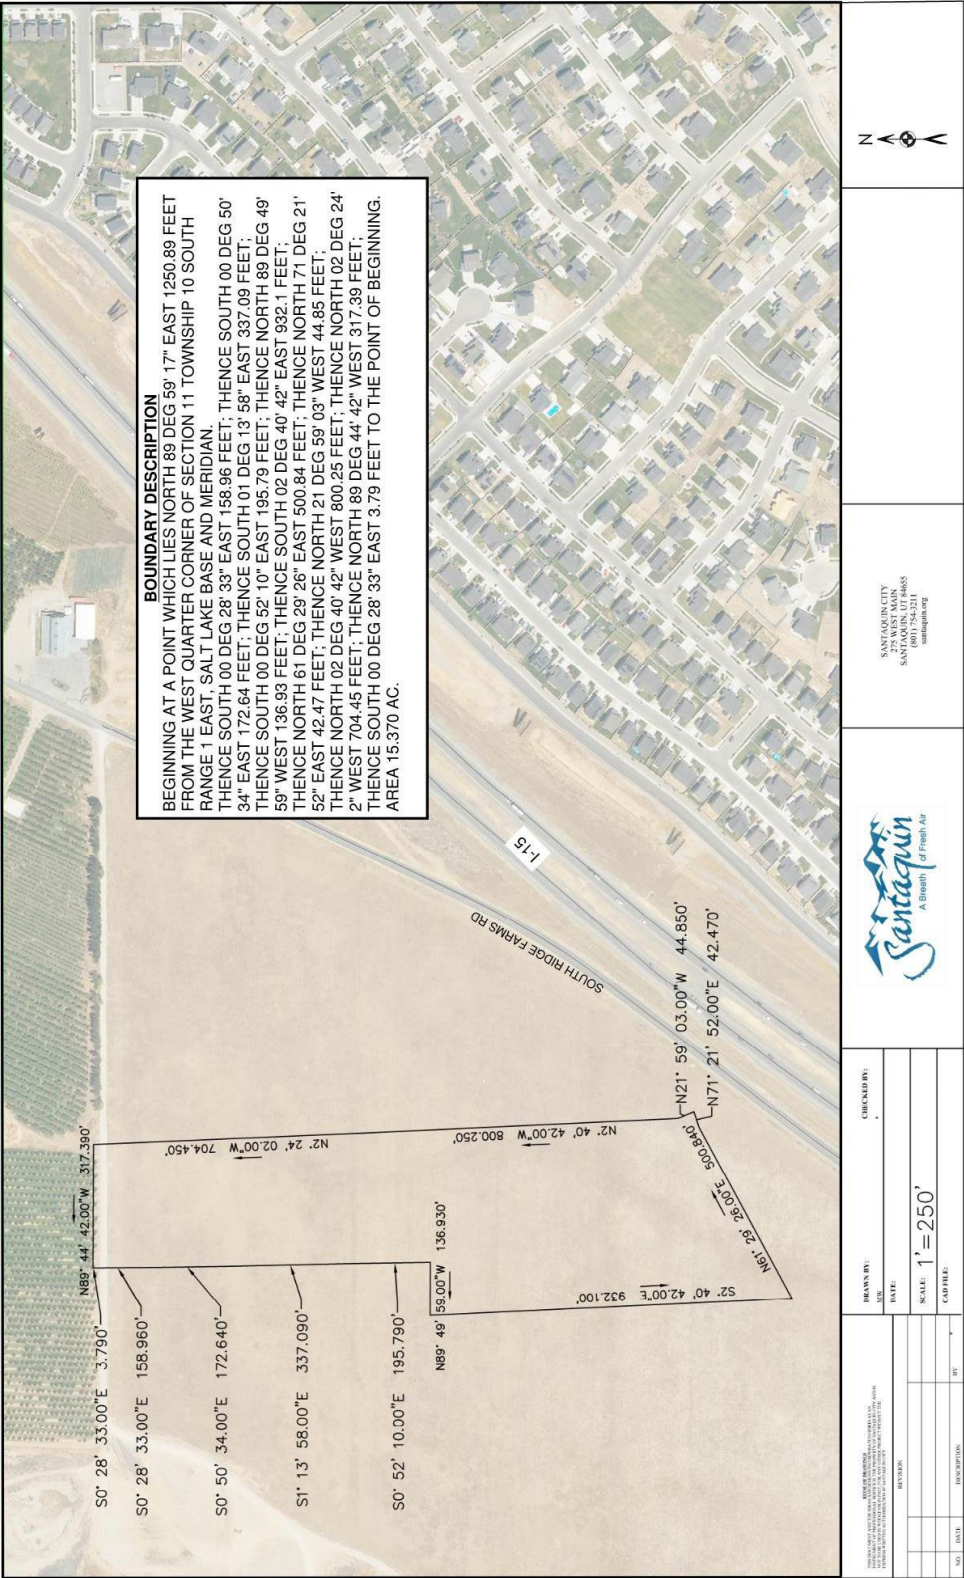 BOUNDARY DESCRIPTION
BEGINNING AT A POINT WHICH LIES NORTH 89 DEG 59' 17" EAST 1250.89 FEET
FROM THE WEST QUARTER CORNER OF SECTION 11 TOWNSHIP 10 SOUTH
RANGE 1 EAST, SALT LAKE BASE AND MERIDIAN.
THENCE SOUTH 00 DEG 28' 33" EAST 158.96 FEET; THENCE SOUTH 00 DEG 50'
34" EAST 172.64 FEET; THENCE SOUTH 01 DEG 13' 58" EAST 337.09 FEET;
THENCE SOUTH 00 DEG 52' 10" EAST 195.79 FEET; THENCE NORTH 89 DEG 49'
59" WEST 136.93 FEET; THENCE SOUTH 02 DEG 40' 42" EAST 932.1 FEET;
THENCE NORTH 61 DEG 29' 26" EAST 500.84 FEET; THENCE NORTH 71 DEG 21'
52" EAST 42.47 FEET; THENCE NORTH 21 DEG 59' 03" WEST 44.85 FEET;
THENCE NORTH 02 DEG 40' 42" WEST 800.25 FEET; THENCE NORTH 02 DEG 24'
2" WEST 704.45 FEET; THENCE NORTH 89 DEG 44' 42" WEST 317.39 FEET;
THENCE SOUTH 00 DEG 28' 33" EAST 3.79 FEET TO THE POINT OF BEGINNING.
AREA 15.370 AC.
N89° 44' 42.00"W 317.390'
S0° 28' 33.00"E 3.790'
S0° 28' 33.00"E 158.960'
S0° 50' 34.00"E 172.640'
S1° 13' 58.00"E 337.090'
S0° 52' 10.00"E 195.790'
N89° 49' 59.00"W 136.930'
S2° 40' 42.00"E 932.100'
N61° 29' 26.00"E 500.840'
N2° 24' 02.00"W 704.450'
N2° 40' 42.00"W 800.250'
N21° 59' 03.00"W 44.850'
N71° 21' 52.00"E 42.470'
SOUTH RIDGE FARMS RD
I-15
REVISION
NO. DATE DESCRIPTION BY
DRAWN BY:
CHECKED BY:
DATE:
SCALE: 1'=250'
CAD FILE:
Santaquin
A Breath of Fresh Air
SANTAQUIN CITY
275 WEST MAIN
SANTAQUIN, UT 84655
(801) 754-3211
santaquin.org
N